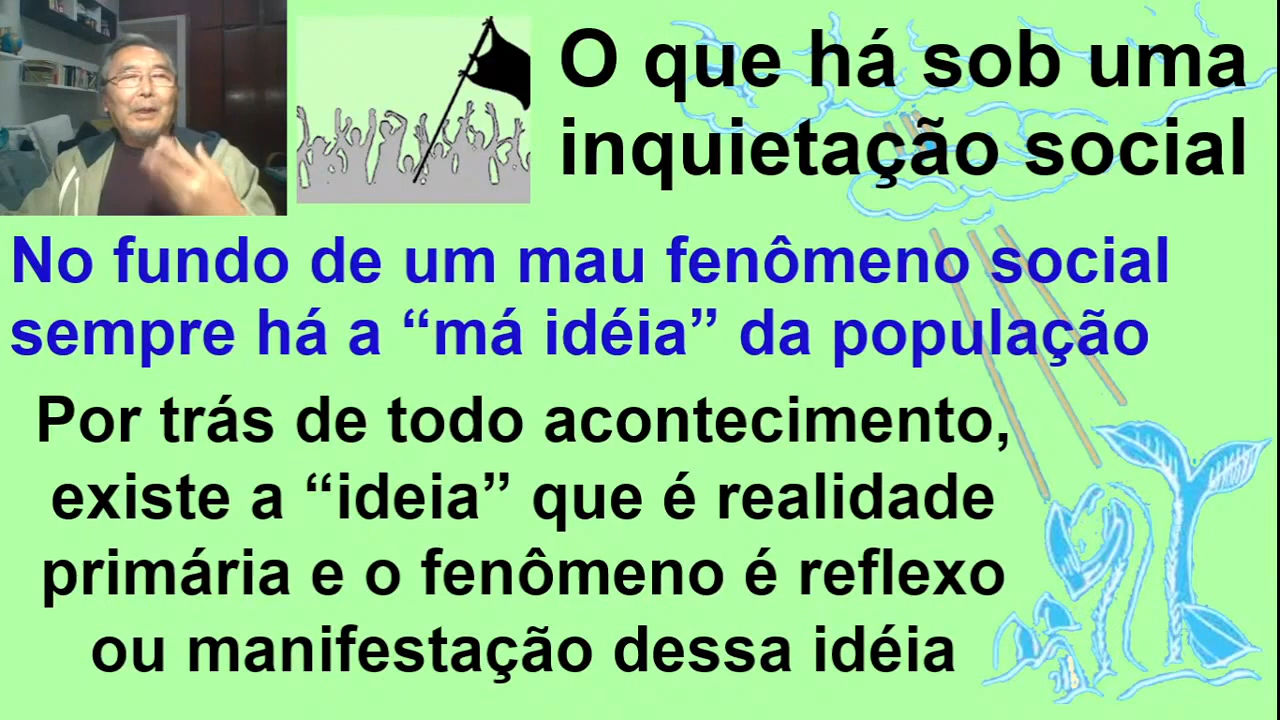 O que há sob uma
inquietação social
No fundo de um mau fenômeno social
sempre há a “má idéia” da população
Por trás de todo acontecimento,
existe a “ideia” que é realidade
primária e o fenômeno é reflexo
ou manifestação dessa idéia